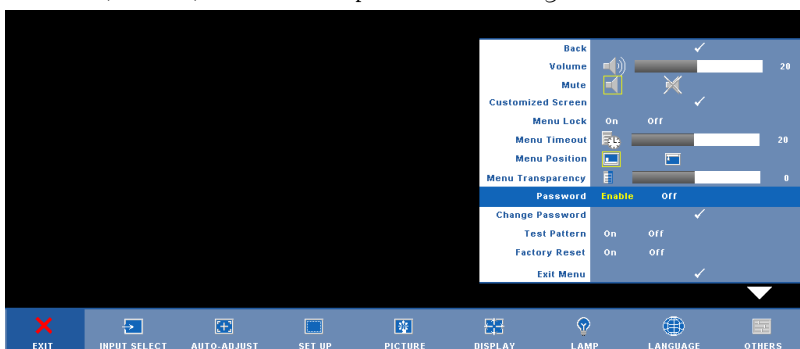 Back
Volume 20
Mute
Customized Screen
Menu Lock On Off
Menu Timeout 20
Menu Position
Menu Transparency 0
Password Enable Off
Change Password
Test Pattern On Off
Factory Reset On Off
Exit Menu
EXIT INPUT SELECT AUTO-ADJUST SET UP PICTURE DISPLAY LAMP LANGUAGE OTHERS